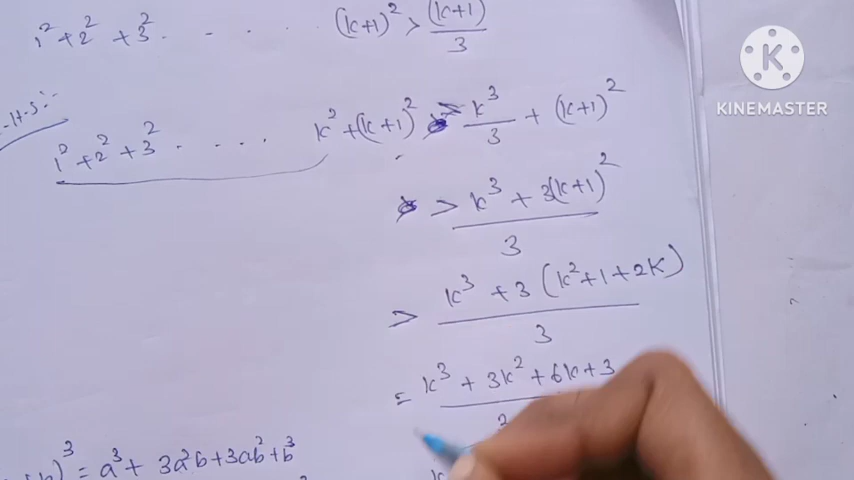 1² + 2² + 3² . . . . (k+1)² > (k+1)/3
K
KINEMASTER
-H.S:-
1² + 2² + 3² . . . . . k² + (k+1)² > k³/3 + (k+1)²
> k³ + 3(k+1)² / 3
> k³ + 3 (k² + 1 + 2k) / 3
= k³ + 3k² + 6k + 3
)³ = a³ + 3a²b + 3ab² + b³